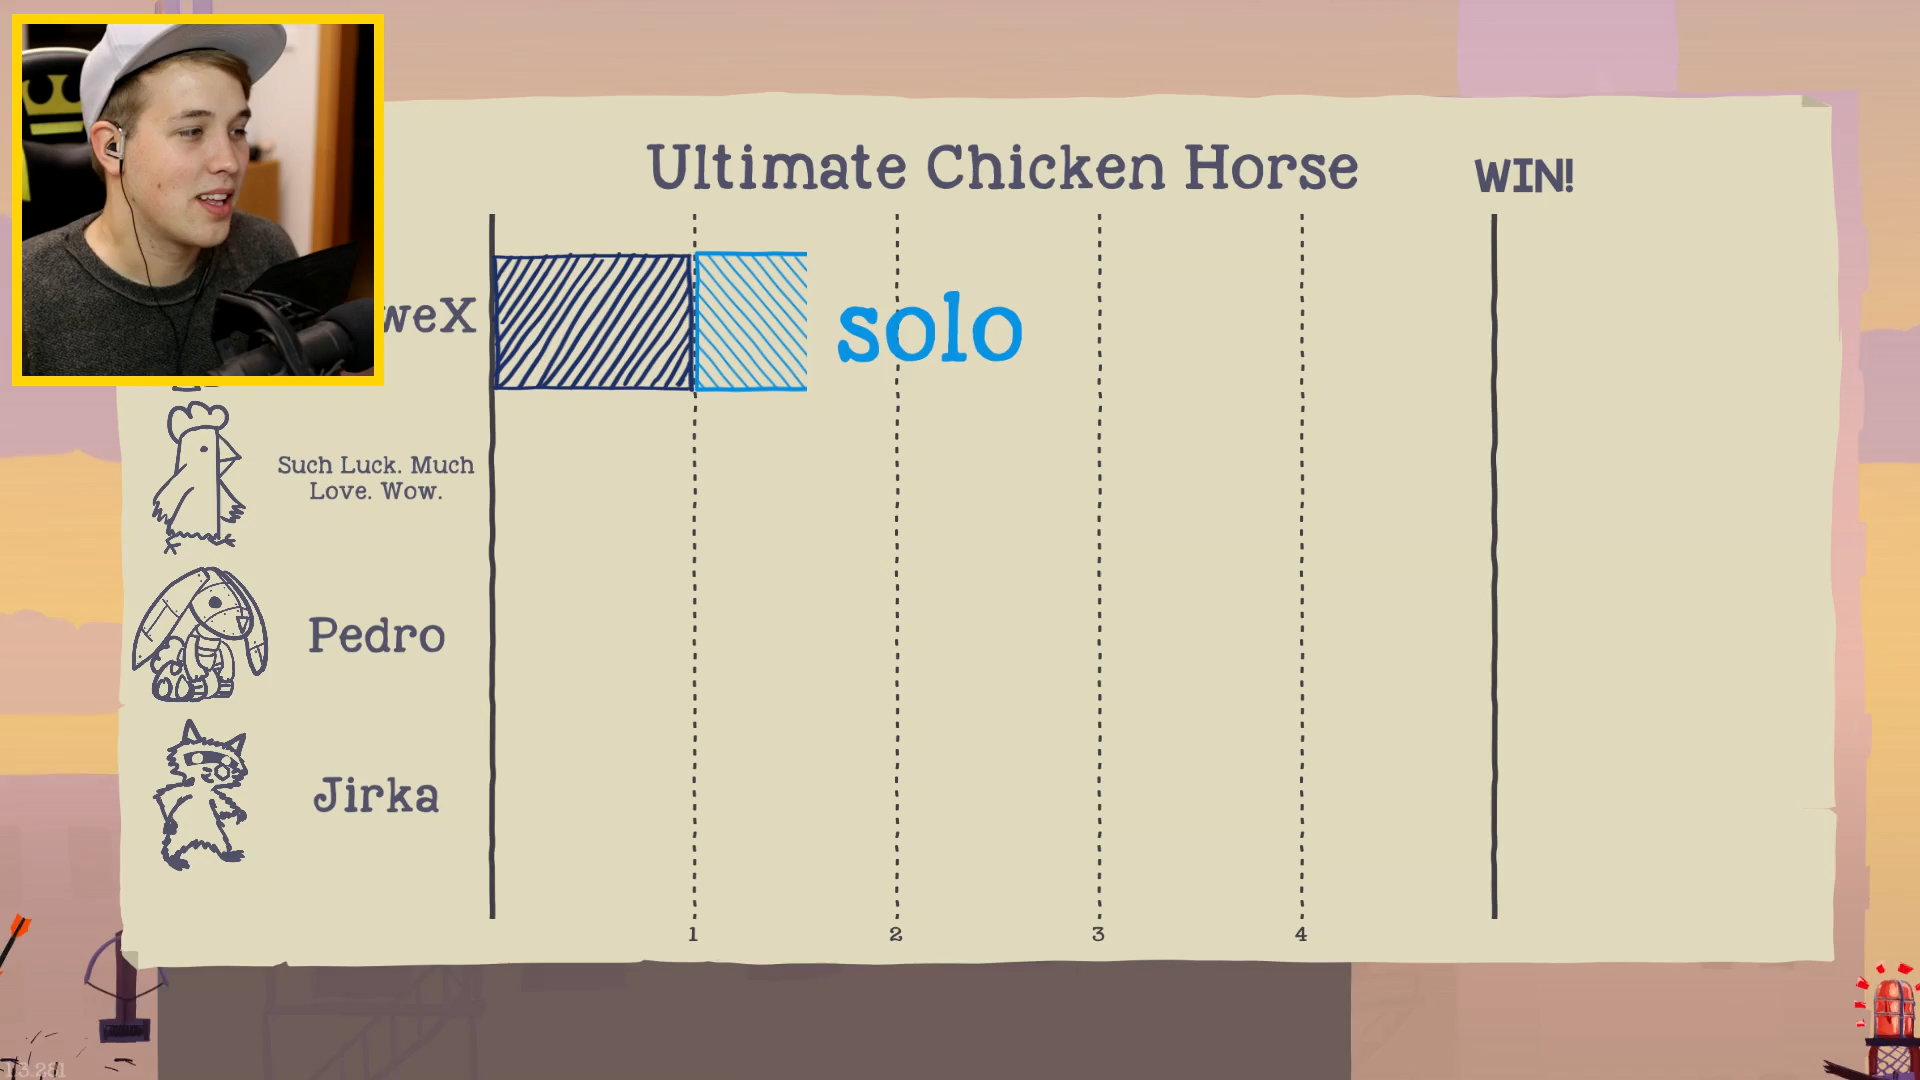 Ultimate Chicken Horse
WIN!
weX
solo
Such Luck. Much
Love. Wow.
Pedro
Jirka
1 2 3 4